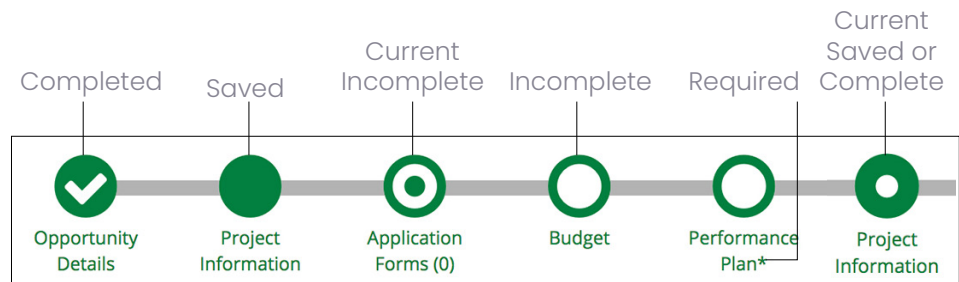 Completed
Saved
Current
Incomplete
Incomplete
Required
Current
Saved or
Complete
Opportunity
Details
Project
Information
Application
Forms (0)
Budget
Performance
Plan*
Project
Information